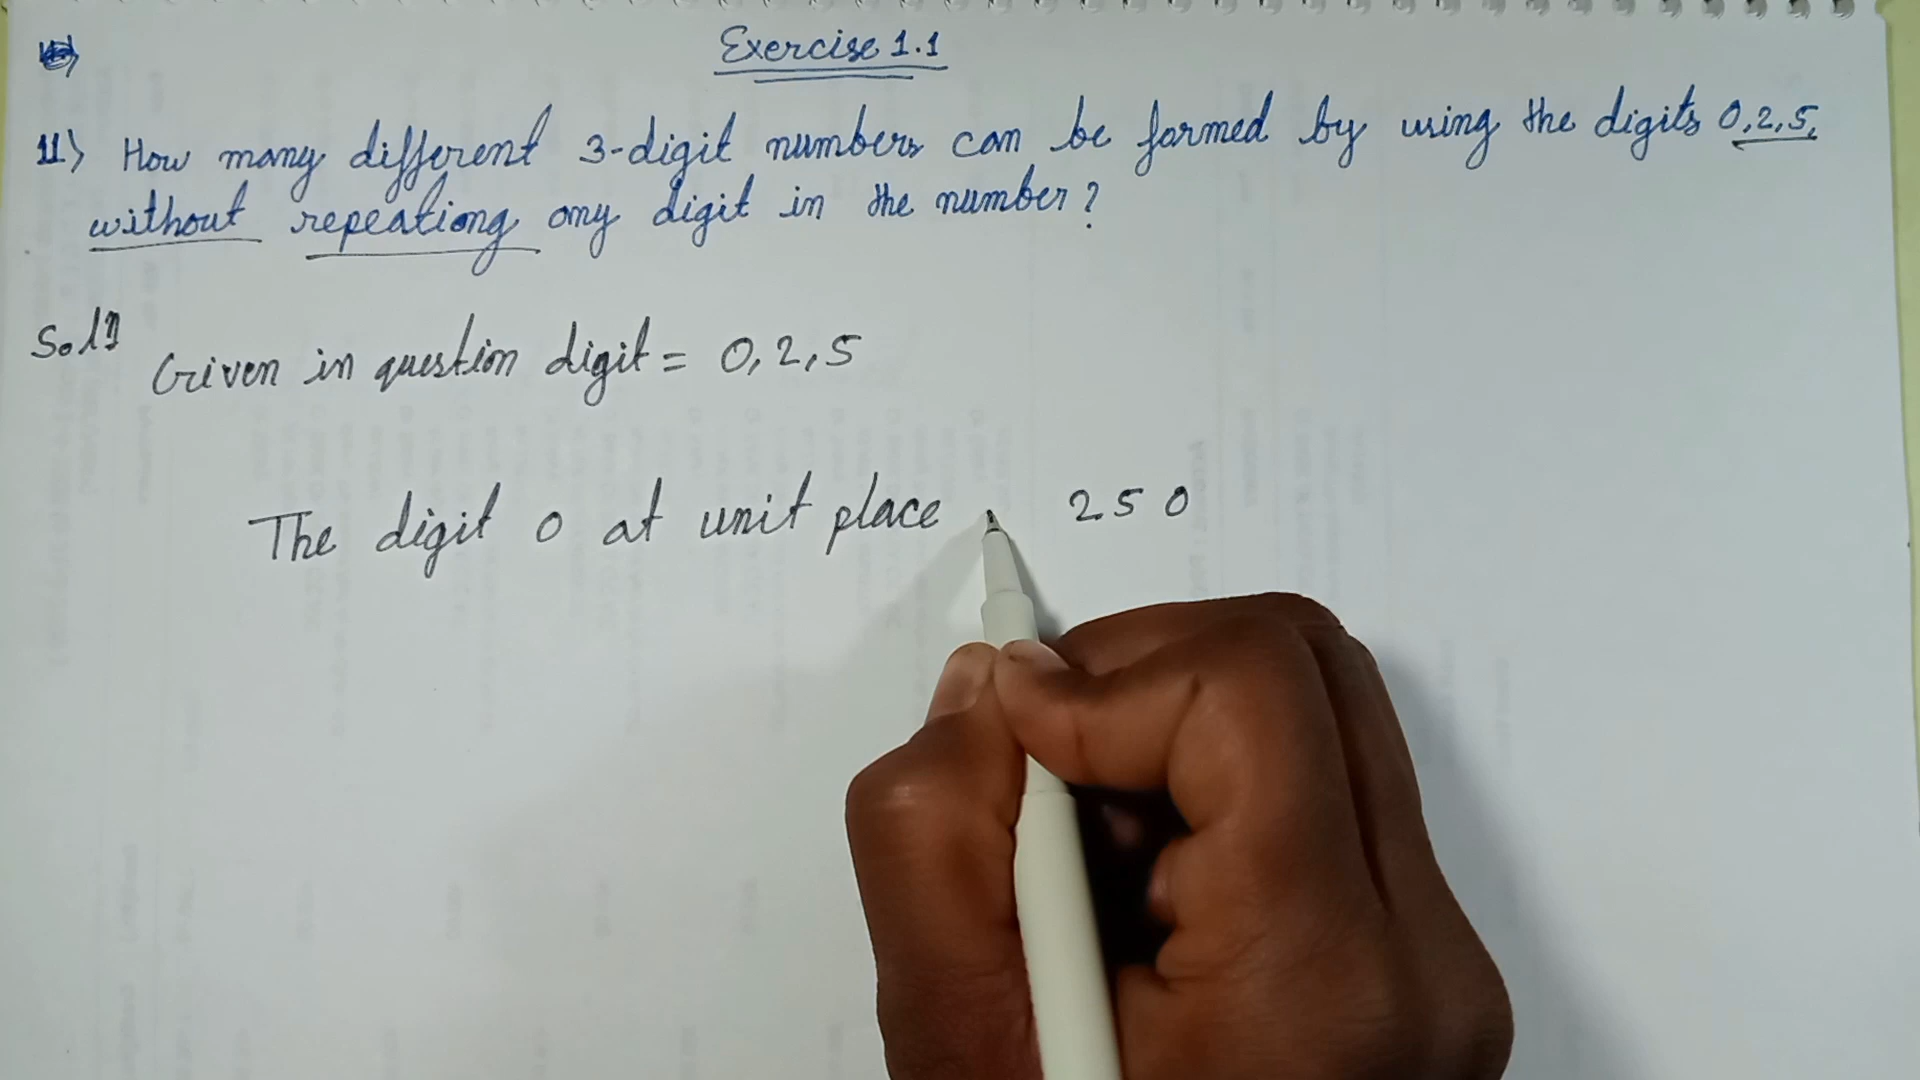 Exercise 1.1
11) How many different 3-digit numbers can be formed by using the digits 0,2,5,
without repeationg any digit in the number?
Soln
Given in question digit = 0,2,5
The digit 0 at unit place 2 5 0